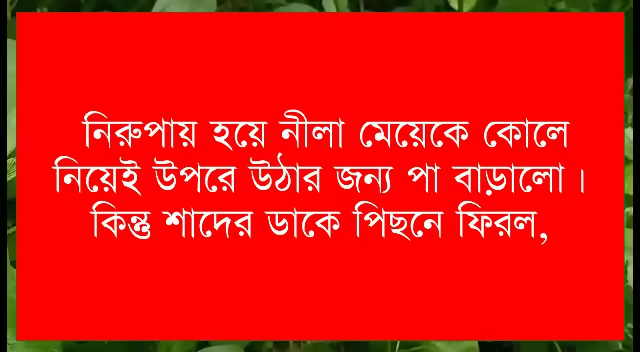 নিরুপায় হয়ে নীলা মেয়েকে কোলে
নিয়েই উপরে উঠার জন্য পা বাড়ালো।
কিন্তু শাদের ডাকে পিছনে ফিরল,